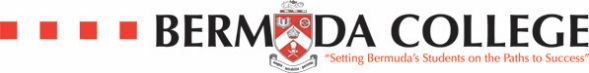 BERMUDA COLLEGE
"Setting Bermuda's Students on the Paths to Success"